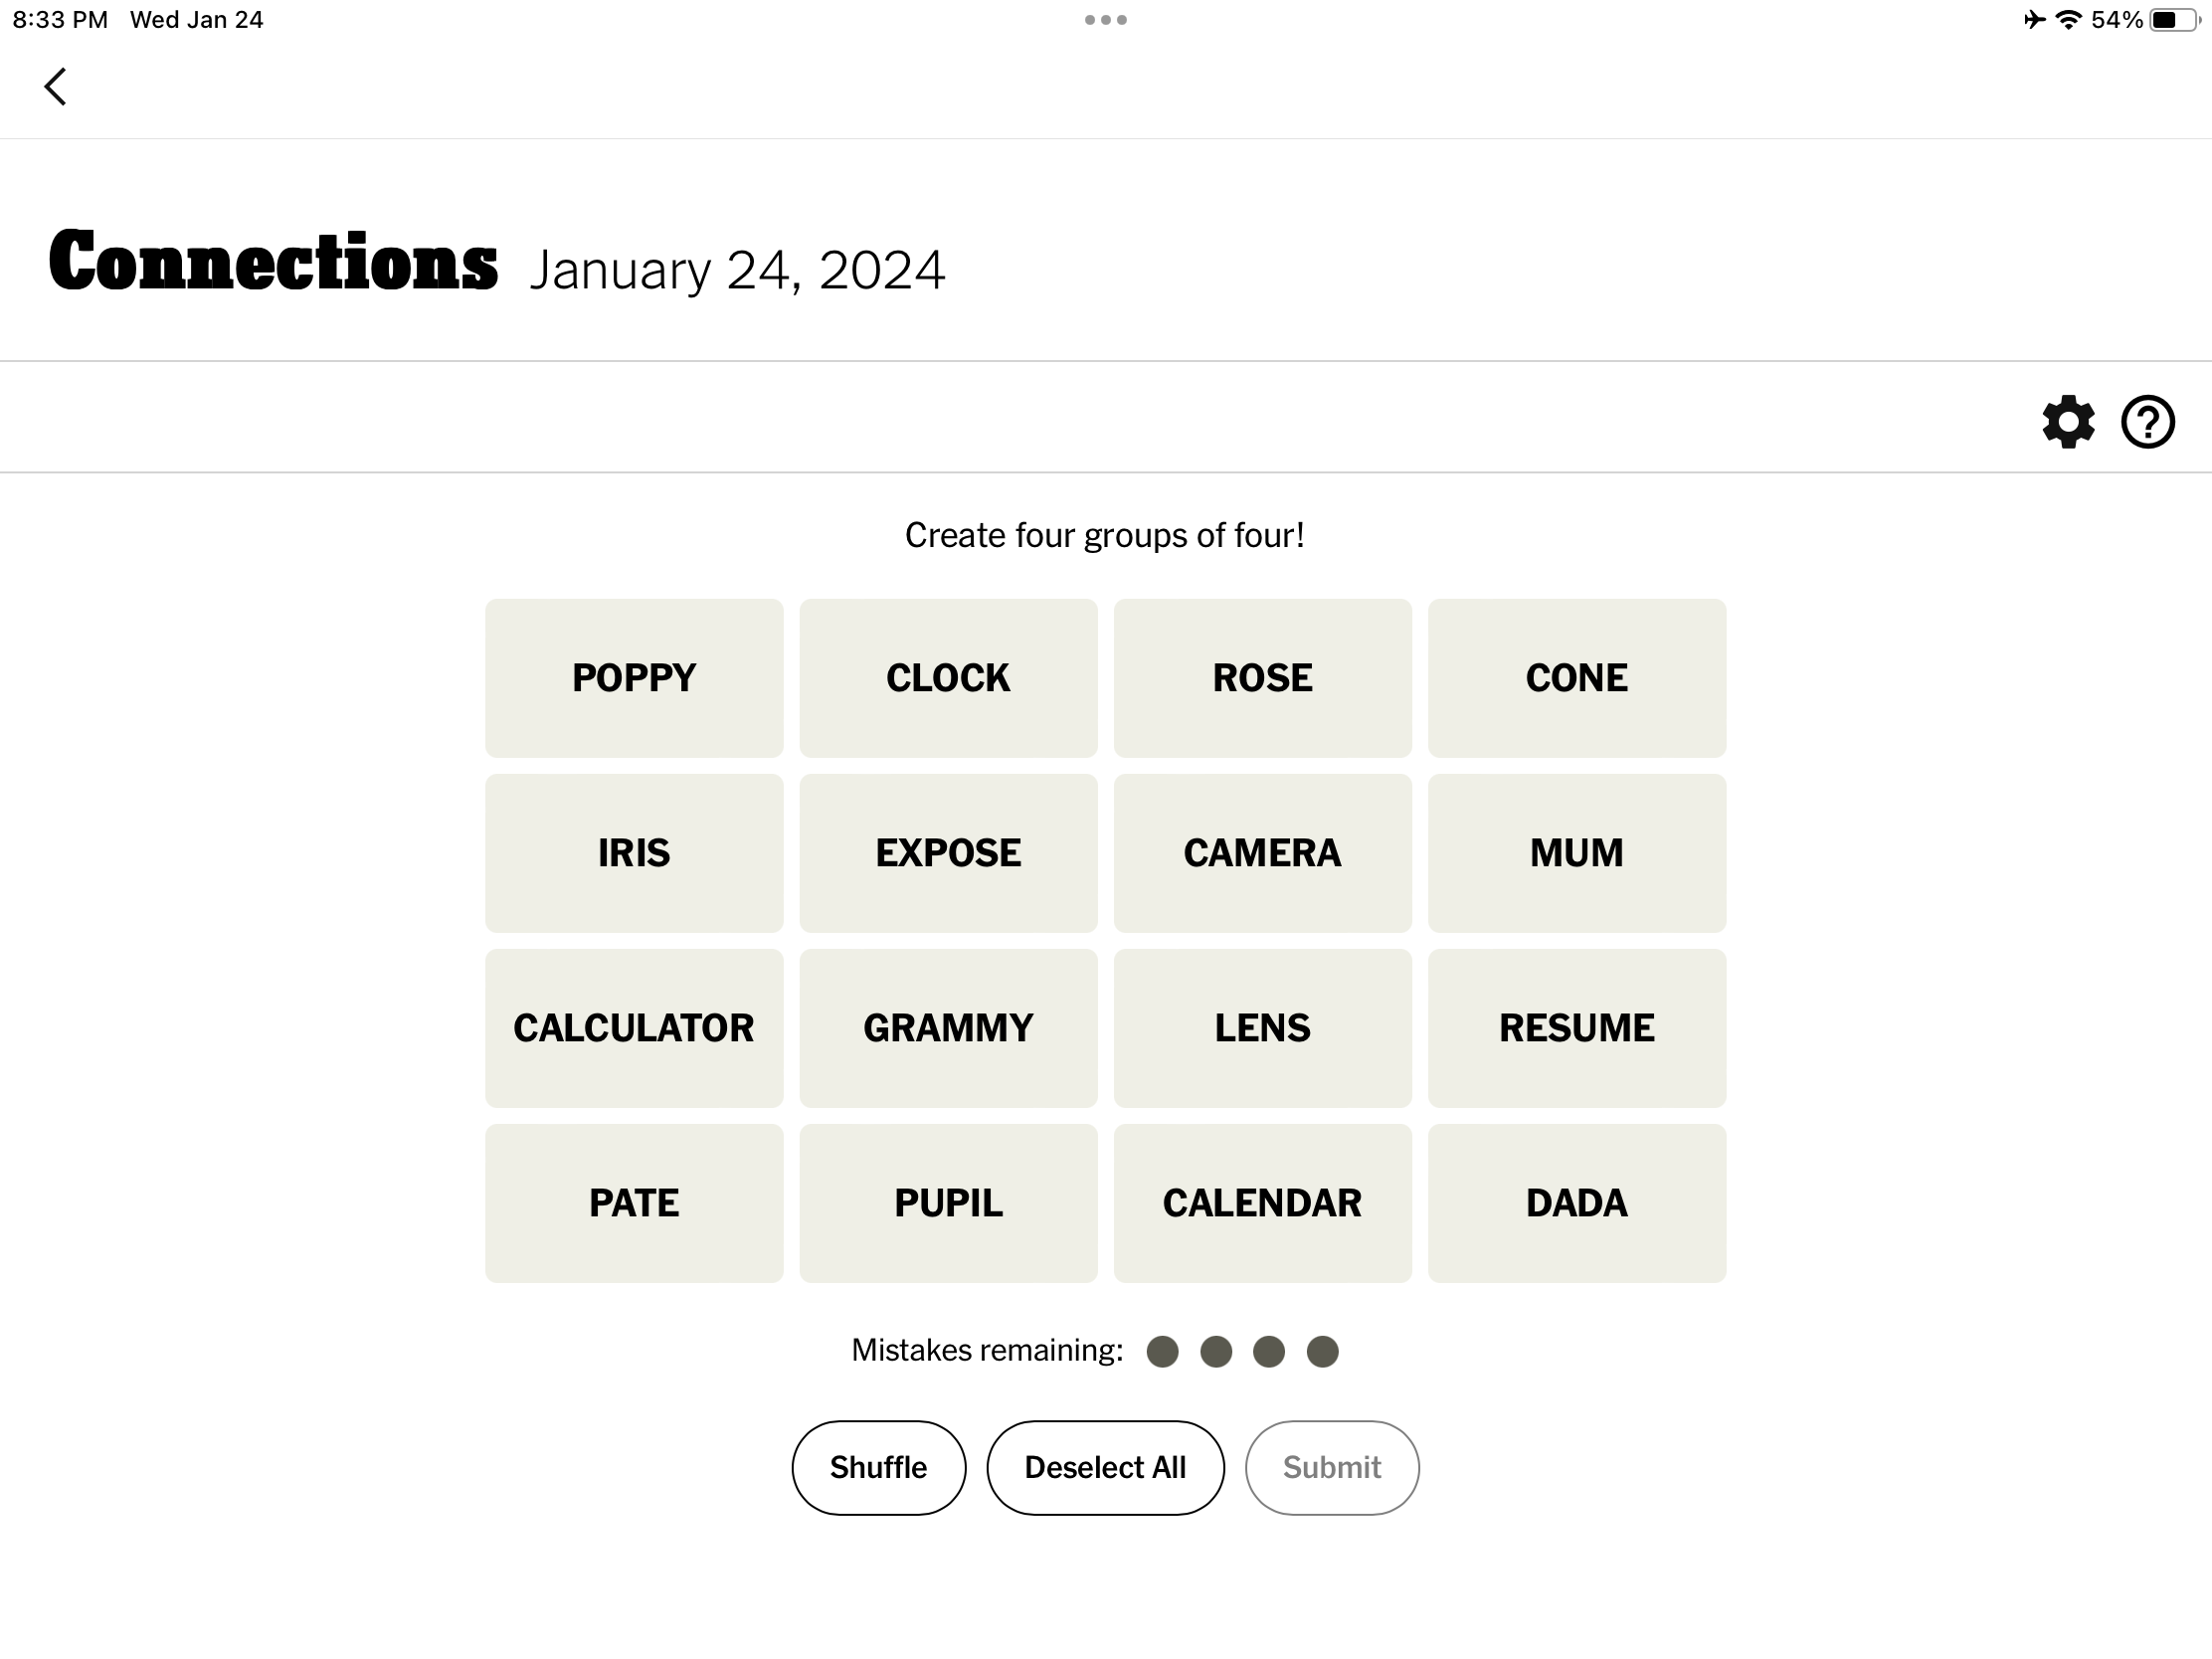 8:33 PM Wed Jan 24
54%
Connections January 24, 2024
Create four groups of four!
POPPY CLOCK ROSE CONE
IRIS EXPOSE CAMERA MUM
CALCULATOR GRAMMY LENS RESUME
PATE PUPIL CALENDAR DADA
Mistakes remaining:
Shuffle Deselect All Submit